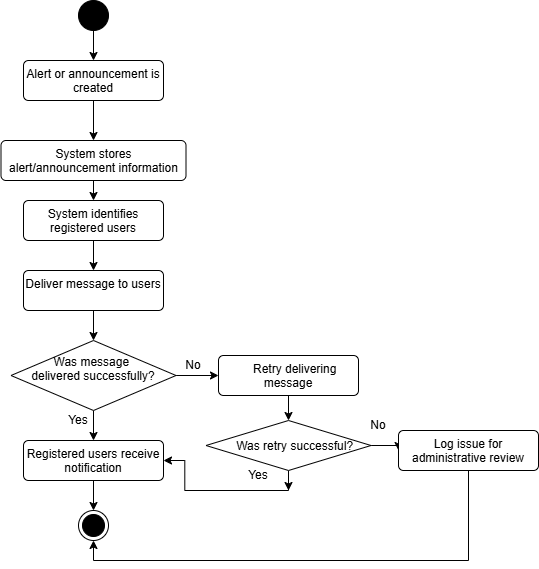 Alert or announcement is
created
System stores
alert/announcement information
System identifies
registered users
Deliver message to users
Was message
delivered successfully?
No
Retry delivering
message
Yes
Was retry successful?
No
Log issue for
administrative review
Registered users receive
notification
Yes